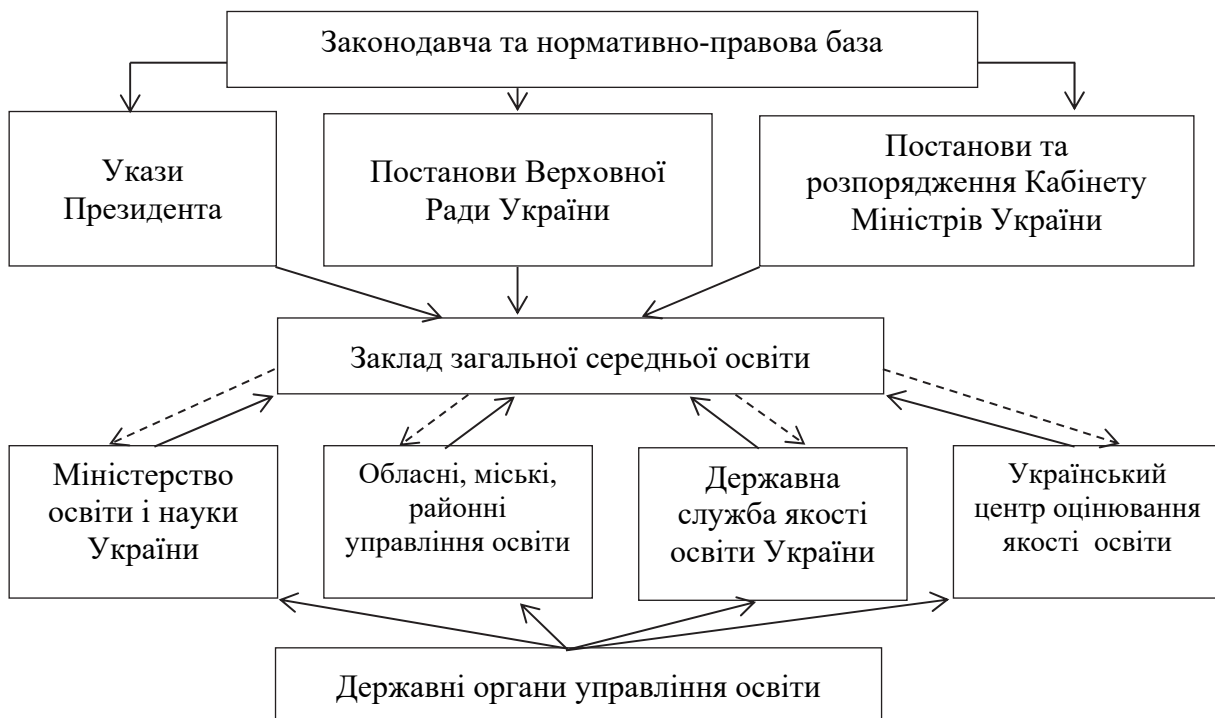 Законодавча та нормативно-правова база
Укази
Президента
Постанови Верховної
Ради України
Постанови та
розпорядження Кабінету
Міністрів України
Заклад загальної середньої освіти
Міністерство
освіти і науки
України
Обласні, міські,
районні
управління освіти
Державна
служба якості
освіти України
Український
центр оцінювання
якості освіти
Державні органи управління освіти